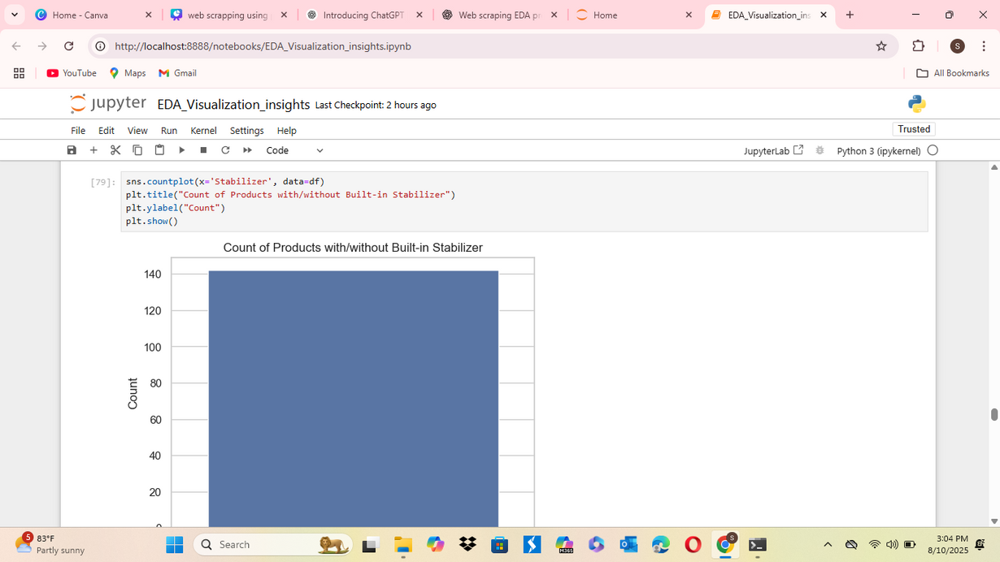 Home - Canva
web scrapping using
Introducing ChatGPT
Web scraping EDA pr
Home
EDA_Visualization_ins
http://localhost:8888/notebooks/EDA_Visualization_insights.ipynb
S
YouTube
Maps
Gmail
All Bookmarks
jupyter
EDA_Visualization_insights
Last Checkpoint: 2 hours ago
File Edit View Run Kernel Settings Help
Trusted
Code
JupyterLab
Python 3 (ipykernel)
[79]:
sns.countplot(x='Stabilizer', data=df)
plt.title("Count of Products with/without Built-in Stabilizer")
plt.ylabel("Count")
plt.show()
Count of Products with/without Built-in Stabilizer
140
120
100
80
60
40
20
0
Count
5
83°F
Partly sunny
Search
M365
S
3:04 PM
8/10/2025